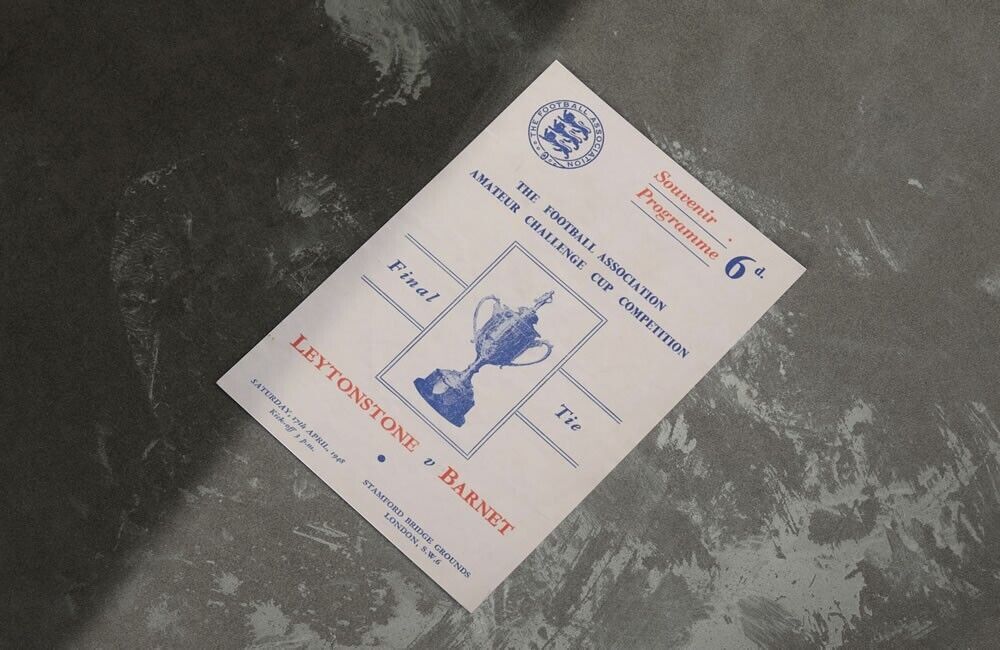 THE FOOTBALL ASSOCIATION
Souvenir
Programme
6d.
THE FOOTBALL ASSOCIATION
AMATEUR CHALLENGE CUP COMPETITION
Final
Tie
LEYTONSTONE v BARNET
SATURDAY, 17th APRIL, 1948
Kick-off 3 p.m.
STAMFORD BRIDGE GROUNDS
LONDON, S.W.6